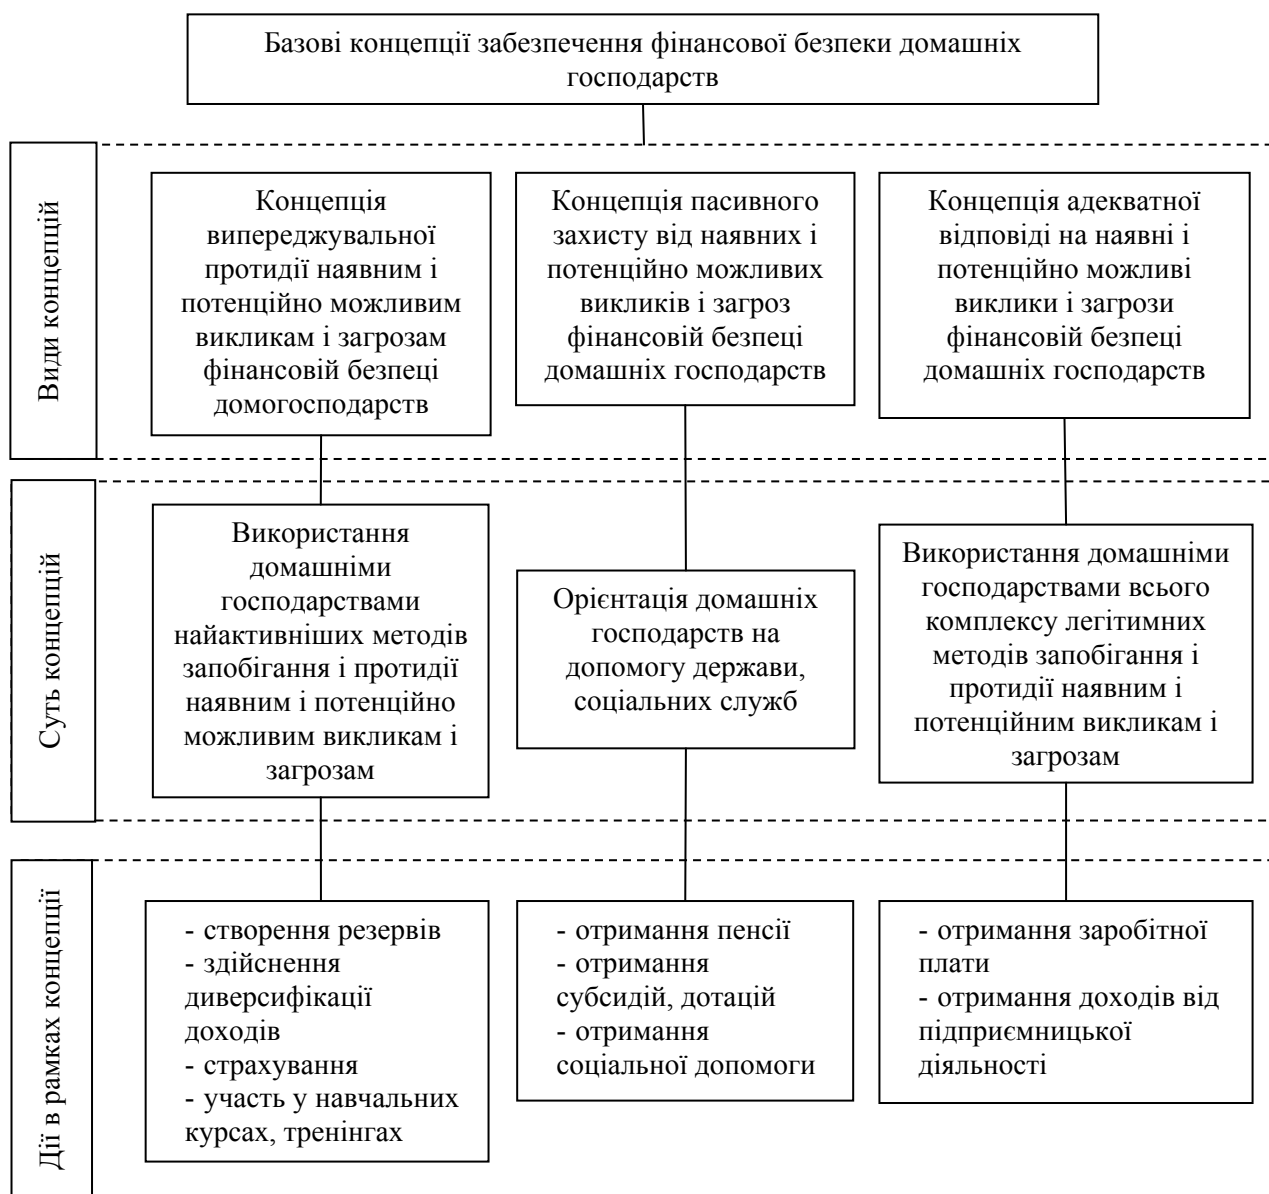 Базові концепції забезпечення фінансової безпеки домашніх
господарств
Види концепцій
Концепція
випереджувальної
протидії наявним і
потенційно можливим
викликам і загрозам
фінансовій безпеці
домогосподарств
Концепція пасивного
захисту від наявних і
потенційно можливих
викликів і загроз
фінансовій безпеці
домашніх господарств
Концепція адекватної
відповіді на наявні і
потенційно можливі
виклики і загрози
фінансовій безпеці
домашніх господарств
Суть концепцій
Використання
домашніми
господарствами
найактивніших методів
запобігання і протидії
наявним і потенційно
можливим викликам і
загрозам
Орієнтація домашніх
господарств на
допомогу держави,
соціальних служб
Використання домашніми
господарствами всього
комплексу легітимних
методів запобігання і
протидії наявним і
потенційним викликам і
загрозам
Дії в рамках концепції
- створення резервів
- здійснення
диверсифікації
доходів
- страхування
- участь у навчальних
курсах, тренінгах
- отримання пенсії
- отримання
субсидій, дотацій
- отримання
соціальної допомоги
- отримання заробітної
плати
- отримання доходів від
підприємницької
діяльності